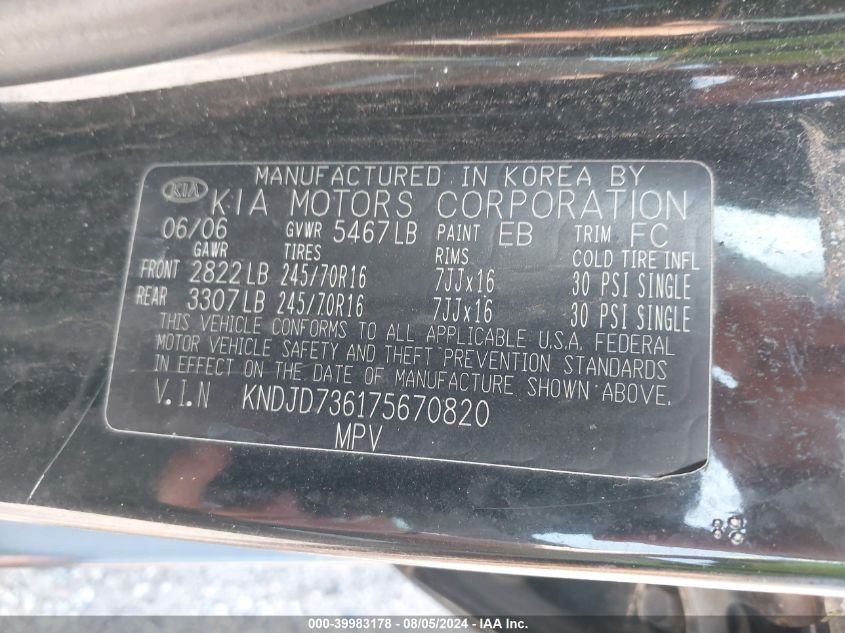 MANUFACTURED IN KOREA BY
KIA KIA MOTORS CORPORATION
06/06 GVWR 5467LB PAINT EB TRIM FC
GAWR TIRES RIMS COLD TIRE INFL
FRONT 2822LB 245/70R16 7JJx16 30 PSI SINGLE
REAR 3307LB 245/70R16 7JJx16 30 PSI SINGLE
THIS VEHICLE CONFORMS TO ALL APPLICABLE U.S.A. FEDERAL
MOTOR VEHICLE SAFETY AND THEFT PREVENTION STANDARDS
IN EFFECT ON THE DATE OF MANUFACTURE SHOWN ABOVE.
V.I.N KNDJD736175670820
MPV
000-39983178 - 08/05/2024 - IAA Inc.